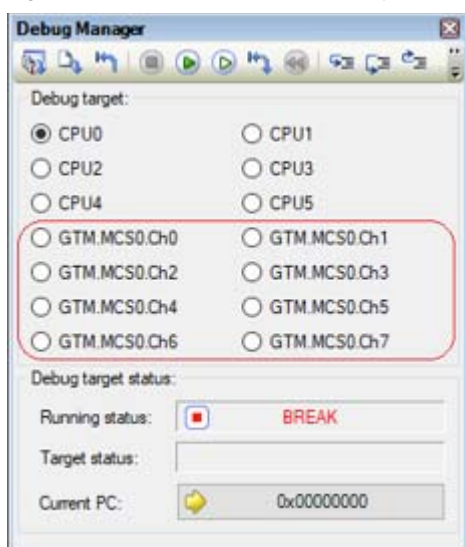 Debug Manager
Debug target:
CPU0 CPU1
CPU2 CPU3
CPU4 CPU5
GTM.MCS0.Ch0 GTM.MCS0.Ch1
GTM.MCS0.Ch2 GTM.MCS0.Ch3
GTM.MCS0.Ch4 GTM.MCS0.Ch5
GTM.MCS0.Ch6 GTM.MCS0.Ch7
Debug target status:
Running status: BREAK
Target status:
Current PC: 0x00000000